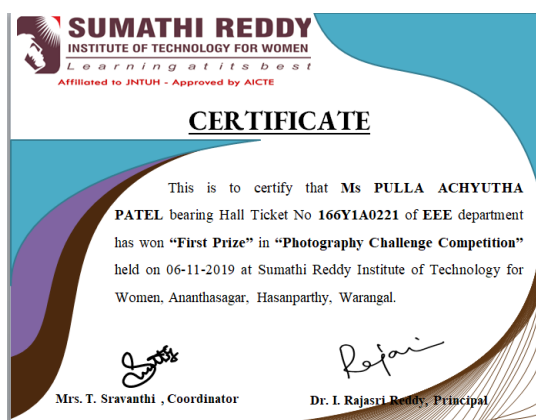 SUMATHI REDDY
INSTITUTE OF TECHNOLOGY FOR WOMEN
Learning at its best
Affiliated to JNTUH - Approved by AICTE
CERTIFICATE
This is to certify that Ms PULLA ACHYUTHA
PATEL bearing Hall Ticket No 166Y1A0221 of EEE department
has won “First Prize” in “Photography Challenge Competition”
held on 06-11-2019 at Sumathi Reddy Institute of Technology for
Women, Ananthasagar, Hasanparthy, Warangal.
Rejani
Mrs. T. Sravanthi , Coordinator
Dr. I. Rajasri Reddy, Principal